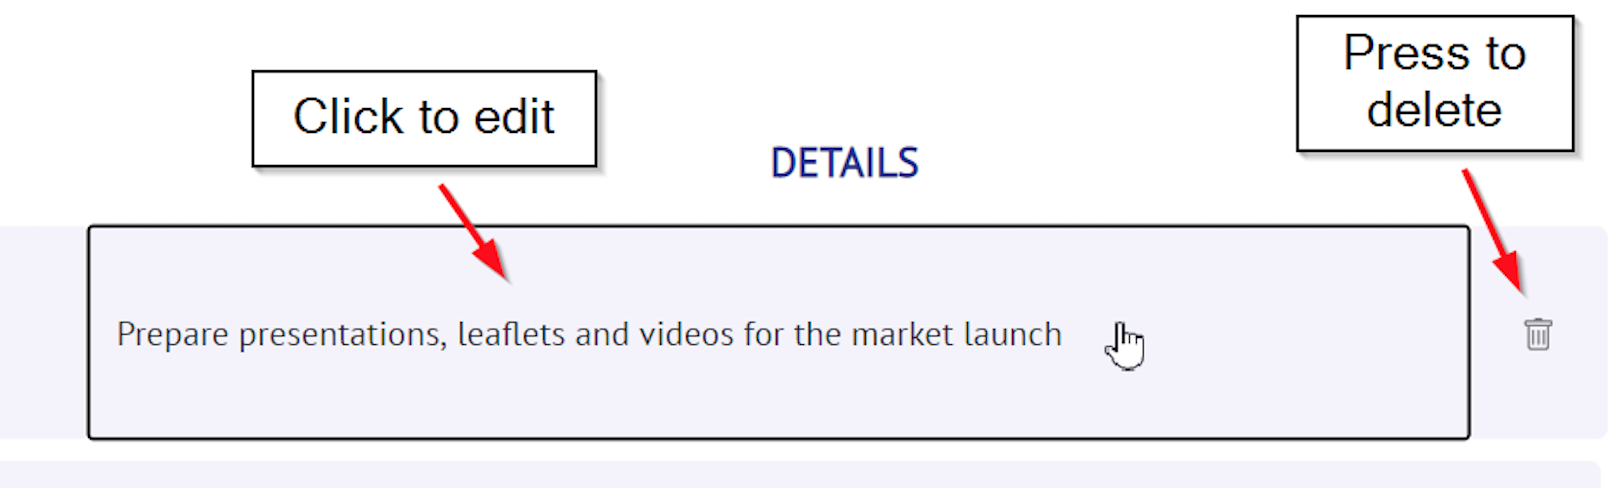 Press to
delete
Click to edit
DETAILS
Prepare presentations, leaflets and videos for the market launch